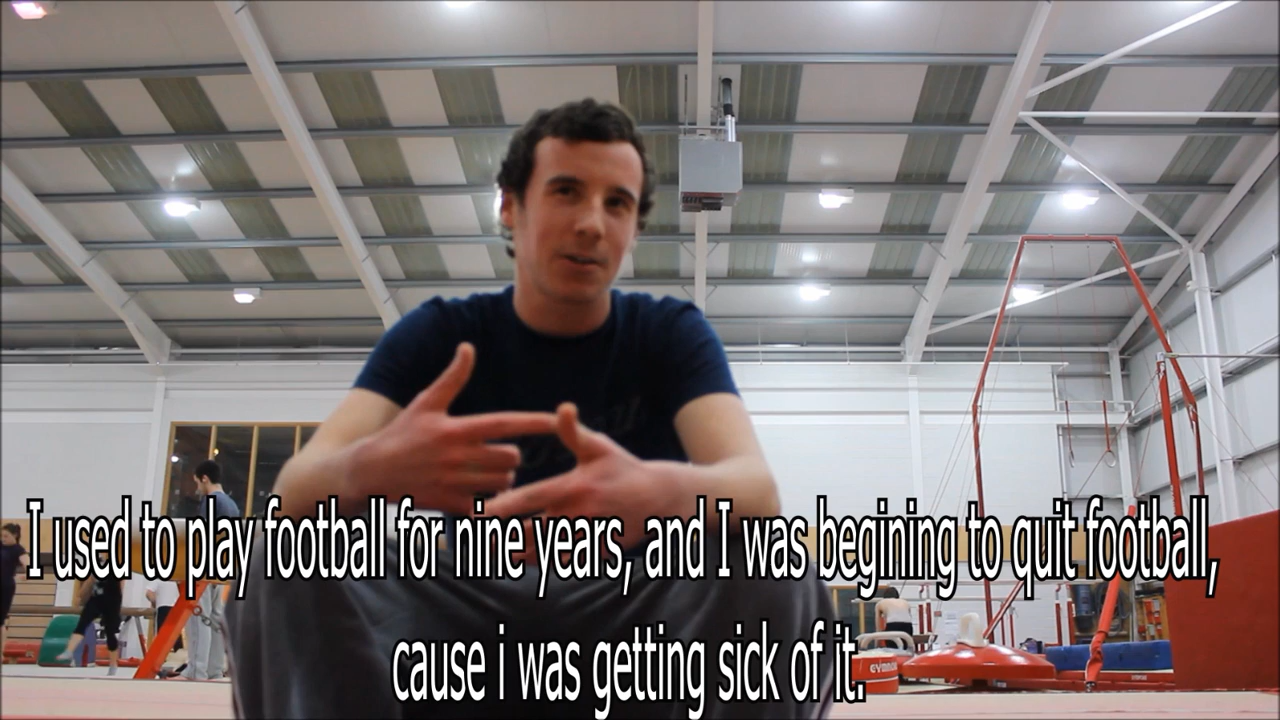 I used to play football for nine years, and I was begining to quit football,
cause i was getting sick of it.
GYMNOVA